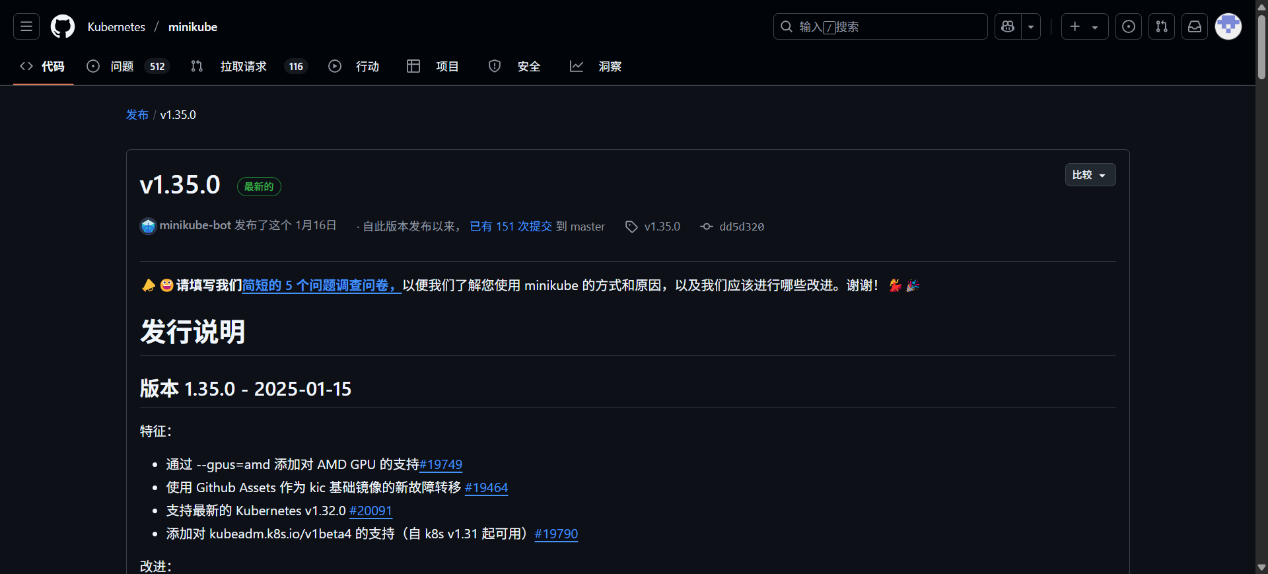 Kubernetes / minikube
输入/搜索
代码 问题 512 拉取请求 116 行动 项目 安全 洞察
发布 / v1.35.0
v1.35.0 最新的 比较
minikube-bot 发布了这个 1月16日 · 自此版本发布以来， 已有 151 次提交 到 master v1.35.0 dd5d320
请填写我们简短的 5 个问题调查问卷，以便我们了解您使用 minikube 的方式和原因，以及我们应该进行哪些改进。谢谢！
发行说明
版本 1.35.0 - 2025-01-15
特征：
• 通过 --gpus=amd 添加对 AMD GPU 的支持#19749
• 使用 Github Assets 作为 kic 基础镜像的新故障转移 #19464
• 支持最新的 Kubernetes v1.32.0 #20091
• 添加对 kubeadm.k8s.io/v1beta4 的支持（自 k8s v1.31 起可用）#19790
改进：